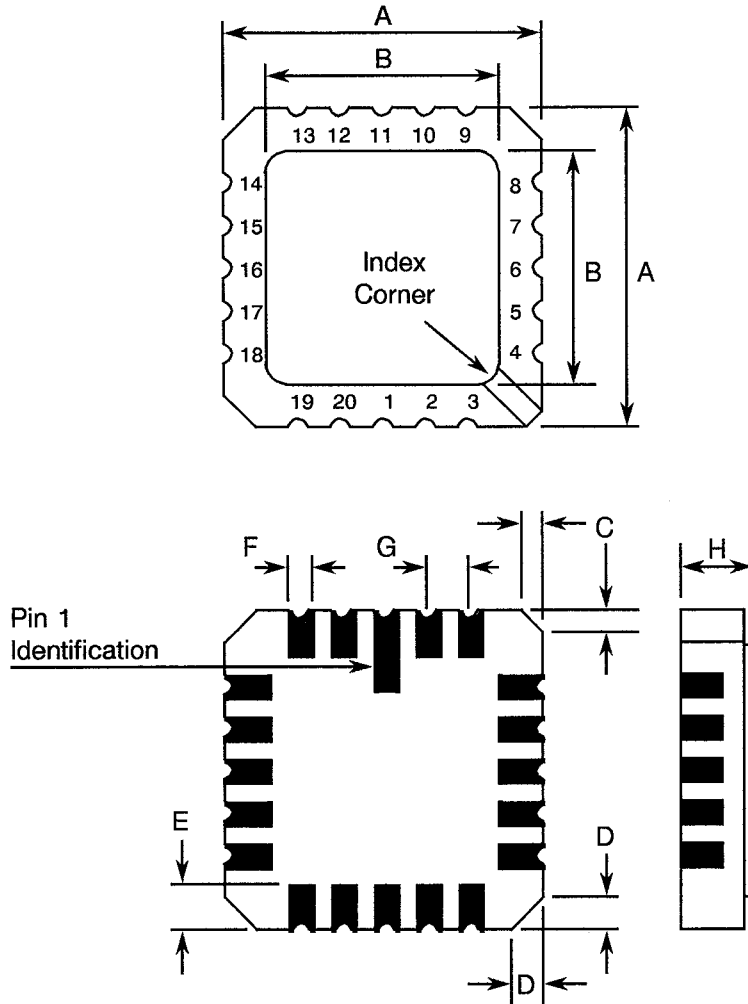 A
B
13 12 11 10 9
14 8
15 7
16 6
17 5
18 4
Index
Corner
B
A
19 20 1 2 3
F
G
C
H
Pin 1
Identification
E
D
D